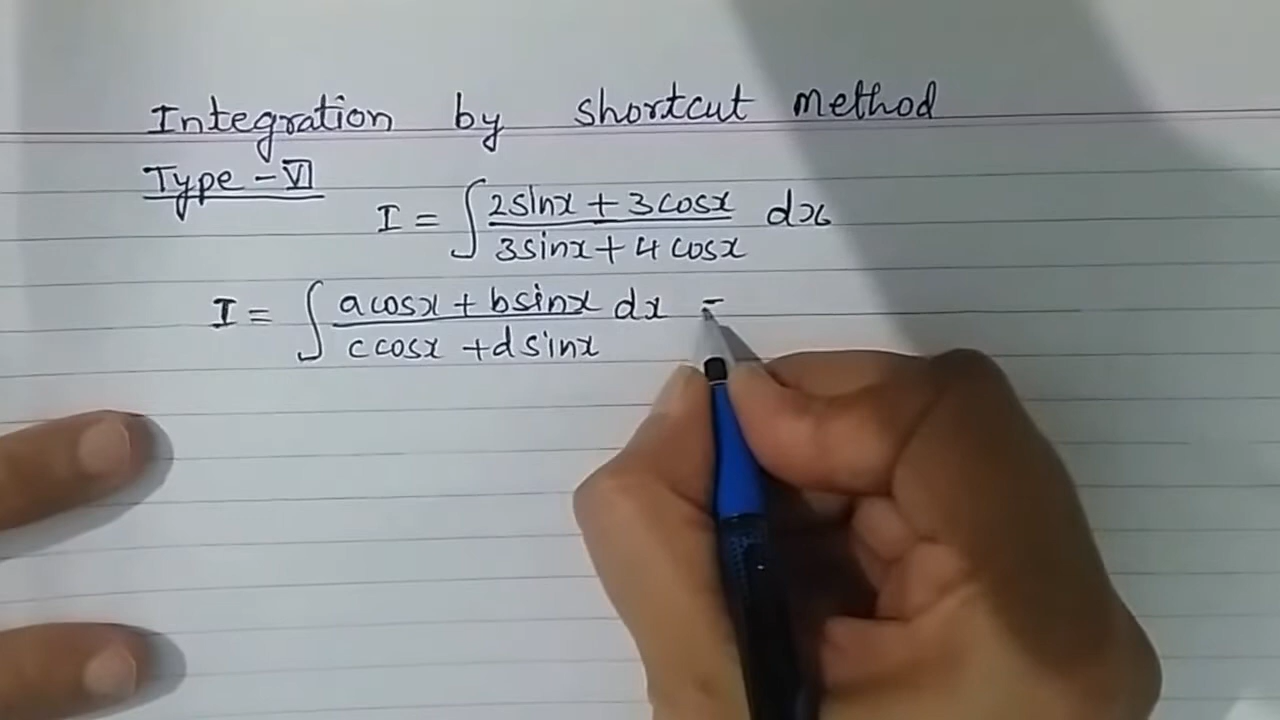 Integration by shortcut method
Type - VI
I = ∫ (2sinx + 3cosx)/(3sinx + 4cosx) dx
I = ∫ (acosx + bsinx)/(ccosx + dsinx) dx =